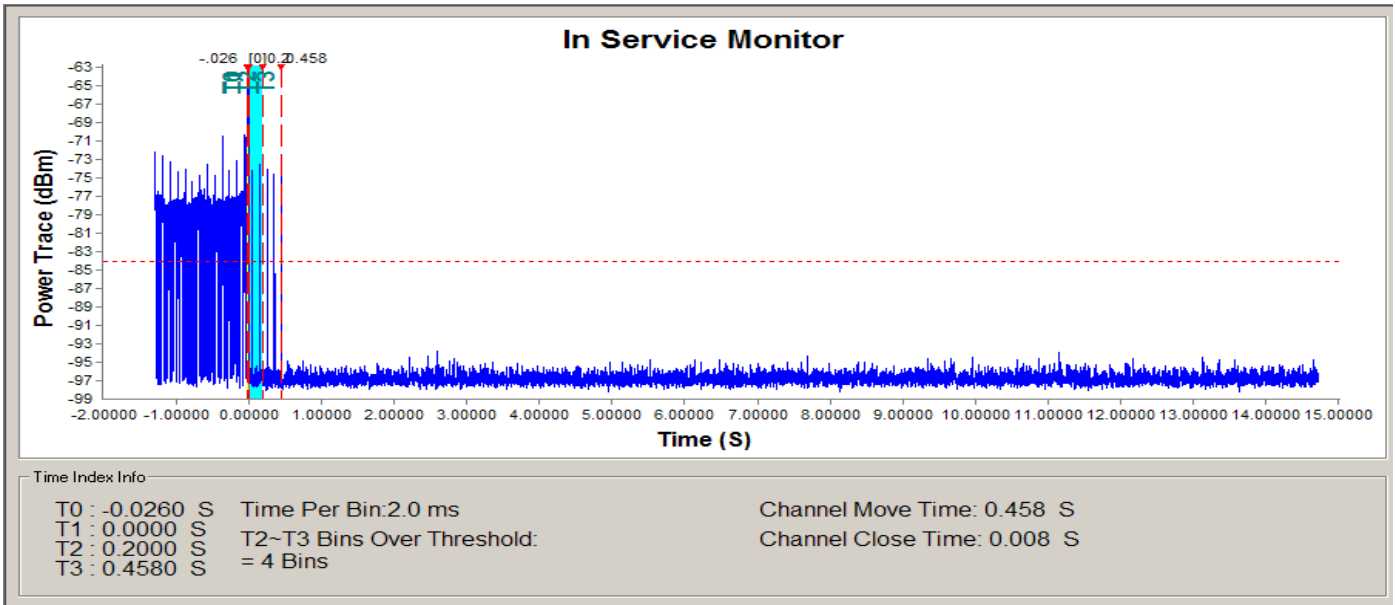 In Service Monitor
-.026 [0]0.2 0.458
T0 T3
-63
-65
-67
-69
-71
-73
-75
-77
-79
-81
-83
-85
-87
-89
-91
-93
-95
-97
-99
Power Trace (dBm)
-2.00000 -1.00000 0.00000 1.00000 2.00000 3.00000 4.00000 5.00000 6.00000 7.00000 8.00000 9.00000 10.00000 11.00000 12.00000 13.00000 14.00000 15.00000
Time (S)
Time Index Info
T0 : -0.0260 S
T1 : 0.0000 S
T2 : 0.2000 S
T3 : 0.4580 S
Time Per Bin:2.0 ms
T2~T3 Bins Over Threshold:
= 4 Bins
Channel Move Time: 0.458 S
Channel Close Time: 0.008 S